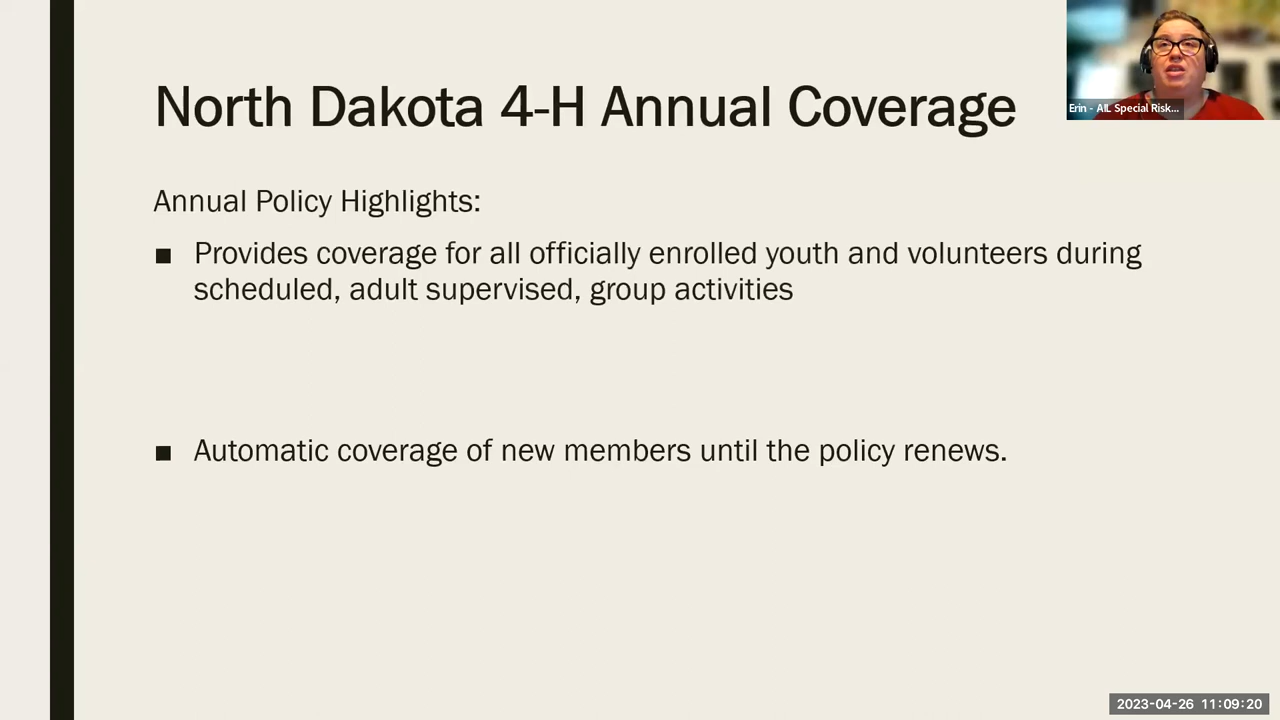 North Dakota 4-H Annual Coverage
Erin - AIL Special Risk...
Annual Policy Highlights:
■ Provides coverage for all officially enrolled youth and volunteers during
scheduled, adult supervised, group activities
■ Automatic coverage of new members until the policy renews.
2023-04-26 11:09:20